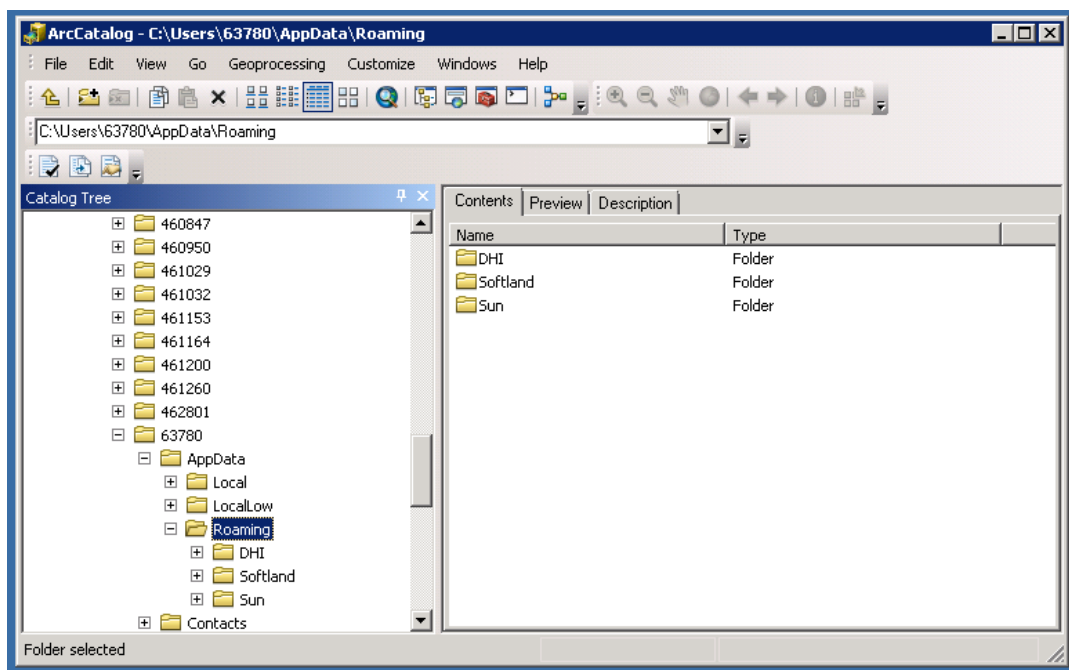 ArcCatalog - C:\Users\63780\AppData\Roaming
File Edit View Go Geoprocessing Customize Windows Help
C:\Users\63780\AppData\Roaming
Catalog Tree
460847
460950
461029
461032
461153
461164
461200
461260
462801
63780
AppData
Local
LocalLow
Roaming
DHI
Softland
Sun
Contacts
Contents Preview Description
Name Type
DHI Folder
Softland Folder
Sun Folder
Folder selected